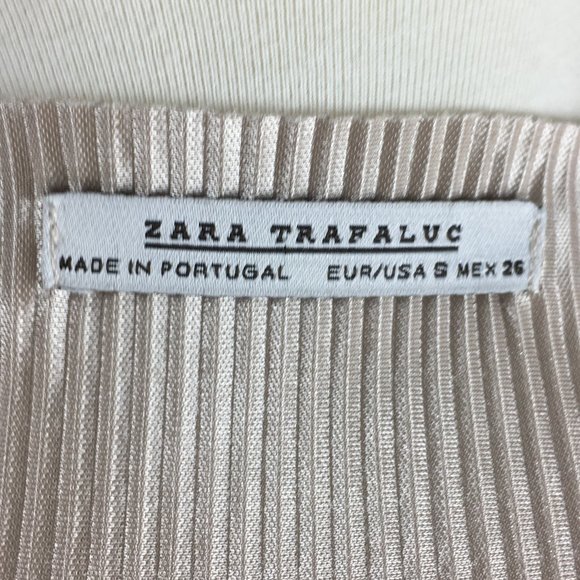 ZARA TRAFALUC
MADE IN PORTUGAL EUR/USA S MEX 26